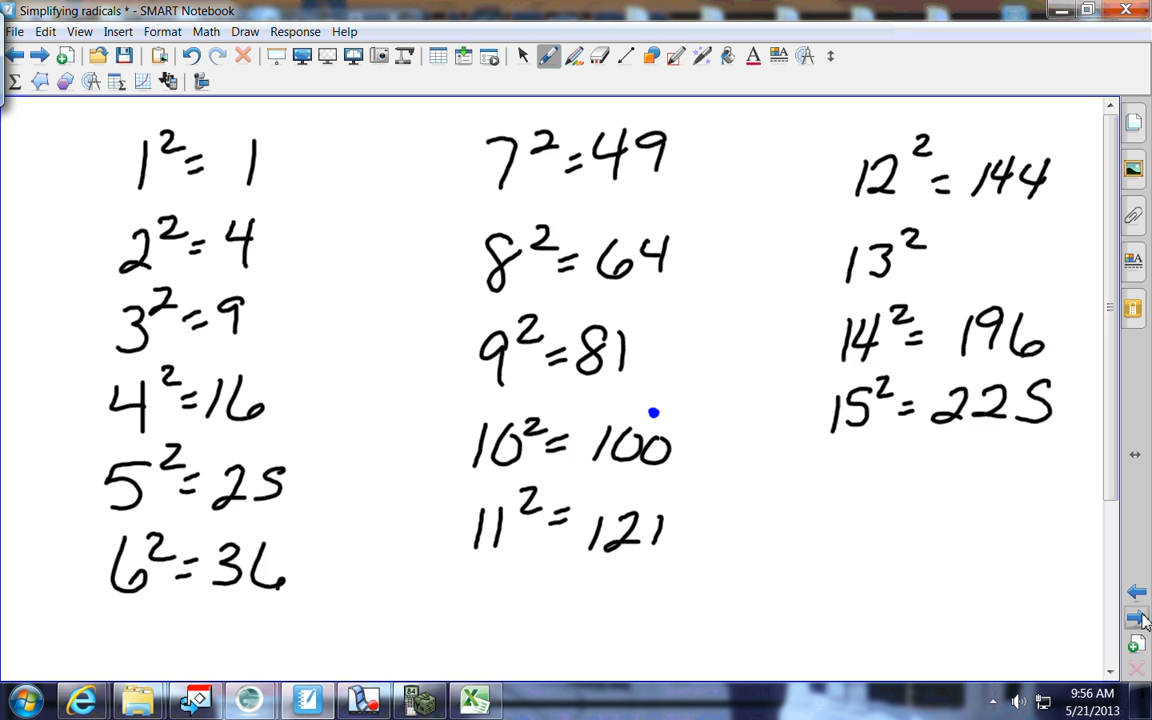 Simplifying radicals * - SMART Notebook
File Edit View Insert Format Math Draw Response Help
1² = 1
2² = 4
3² = 9
4² = 16
5² = 25
6² = 36
7² = 49
8² = 64
9² = 81
10² = 100
11² = 121
12² = 144
13²
14² = 196
15² = 225
9:56 AM
5/21/2013